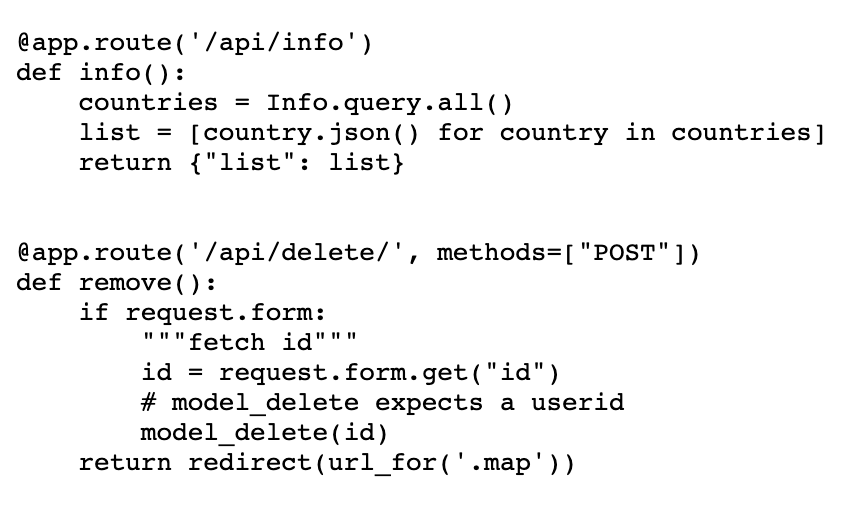 @app.route('/api/info')
def info():
    countries = Info.query.all()
    list = [country.json() for country in countries]
    return {"list": list}


@app.route('/api/delete/', methods=["POST"])
def remove():
    if request.form:
        """fetch id"""
        id = request.form.get("id")
        # model_delete expects a userid
        model_delete(id)
    return redirect(url_for('.map'))